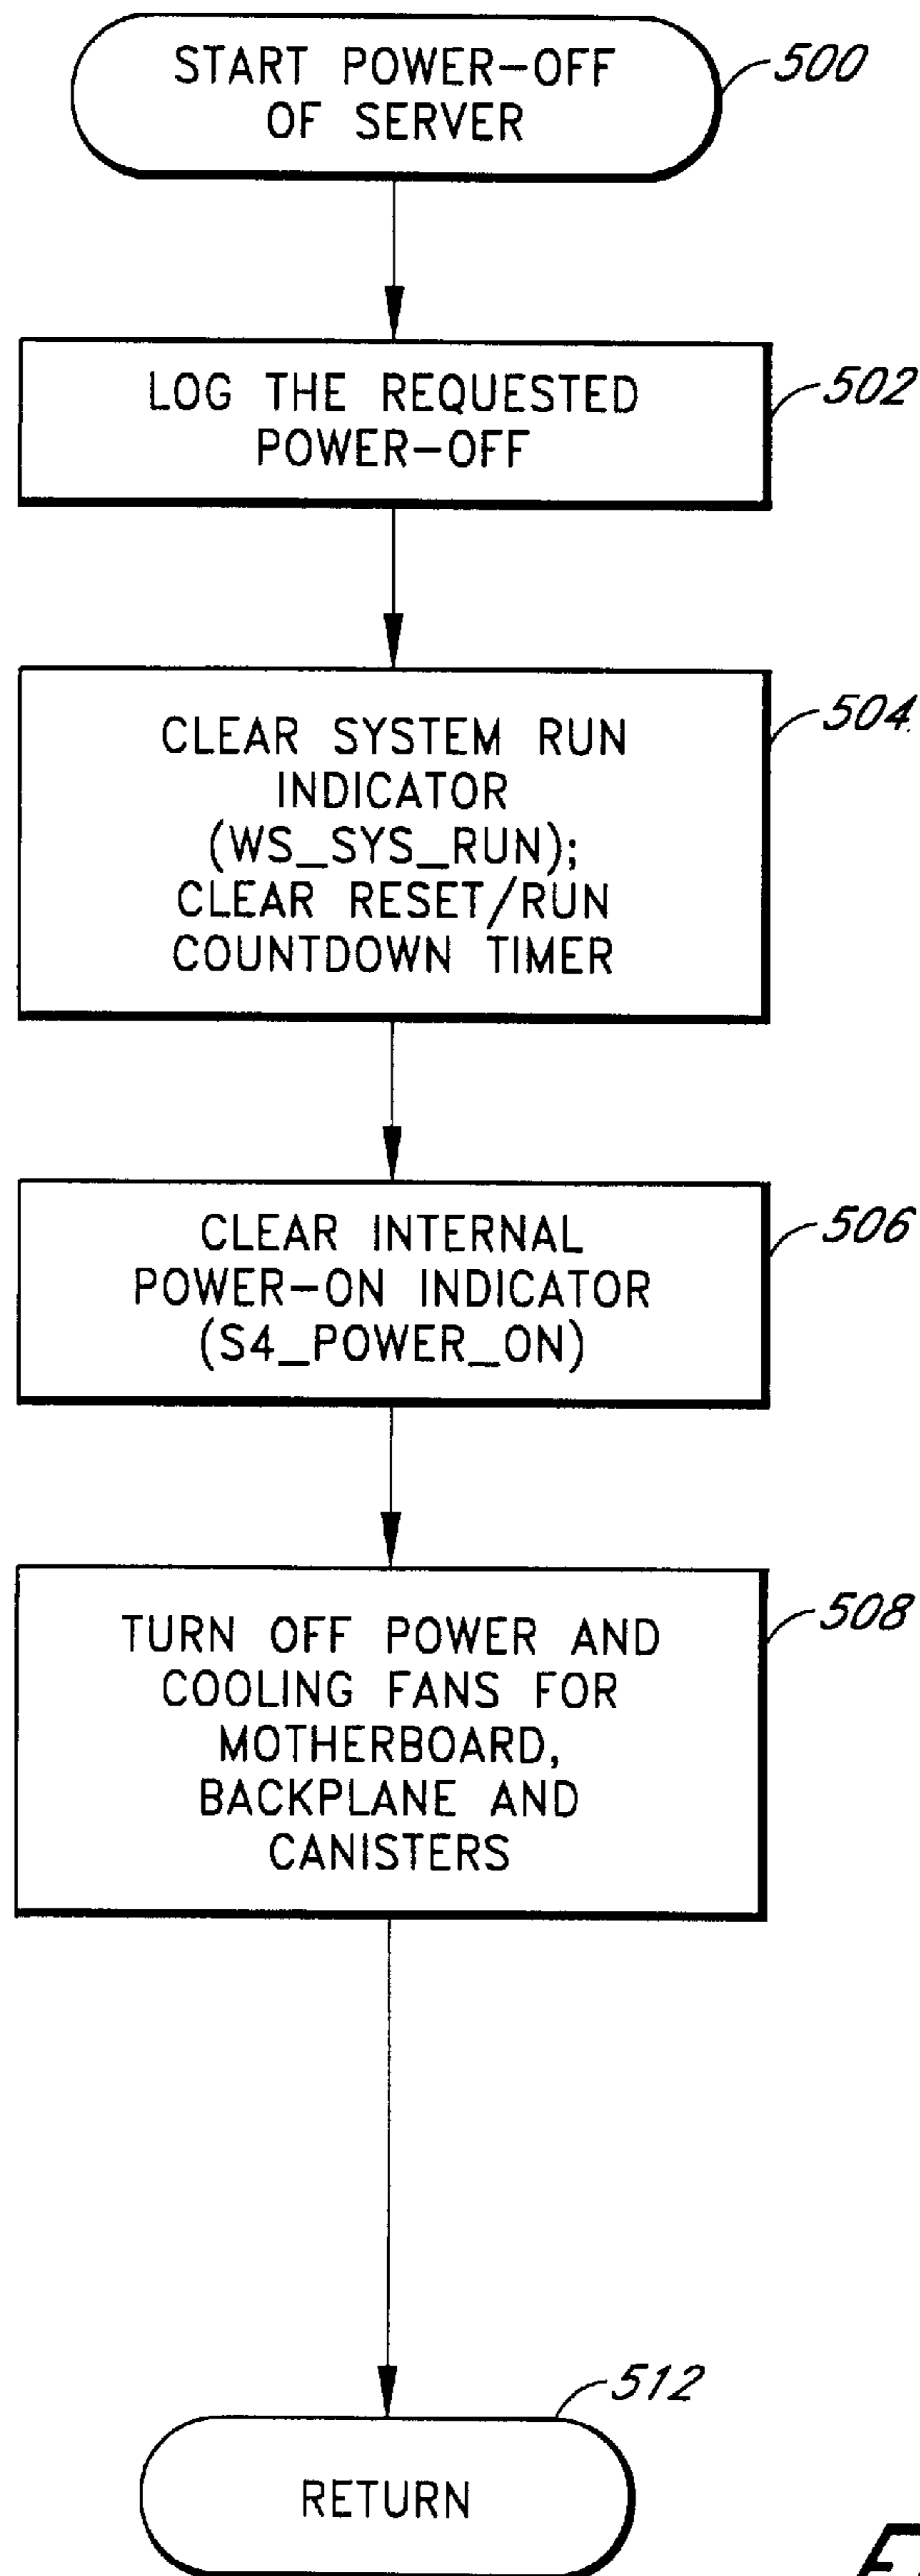 START POWER-OFF
OF SERVER
500
LOG THE REQUESTED
POWER-OFF
502
CLEAR SYSTEM RUN
INDICATOR
(WS_SYS_RUN);
CLEAR RESET/RUN
COUNTDOWN TIMER
504
CLEAR INTERNAL
POWER-ON INDICATOR
(S4_POWER_ON)
506
TURN OFF POWER AND
COOLING FANS FOR
MOTHERBOARD,
BACKPLANE AND
CANISTERS
508
512
RETURN